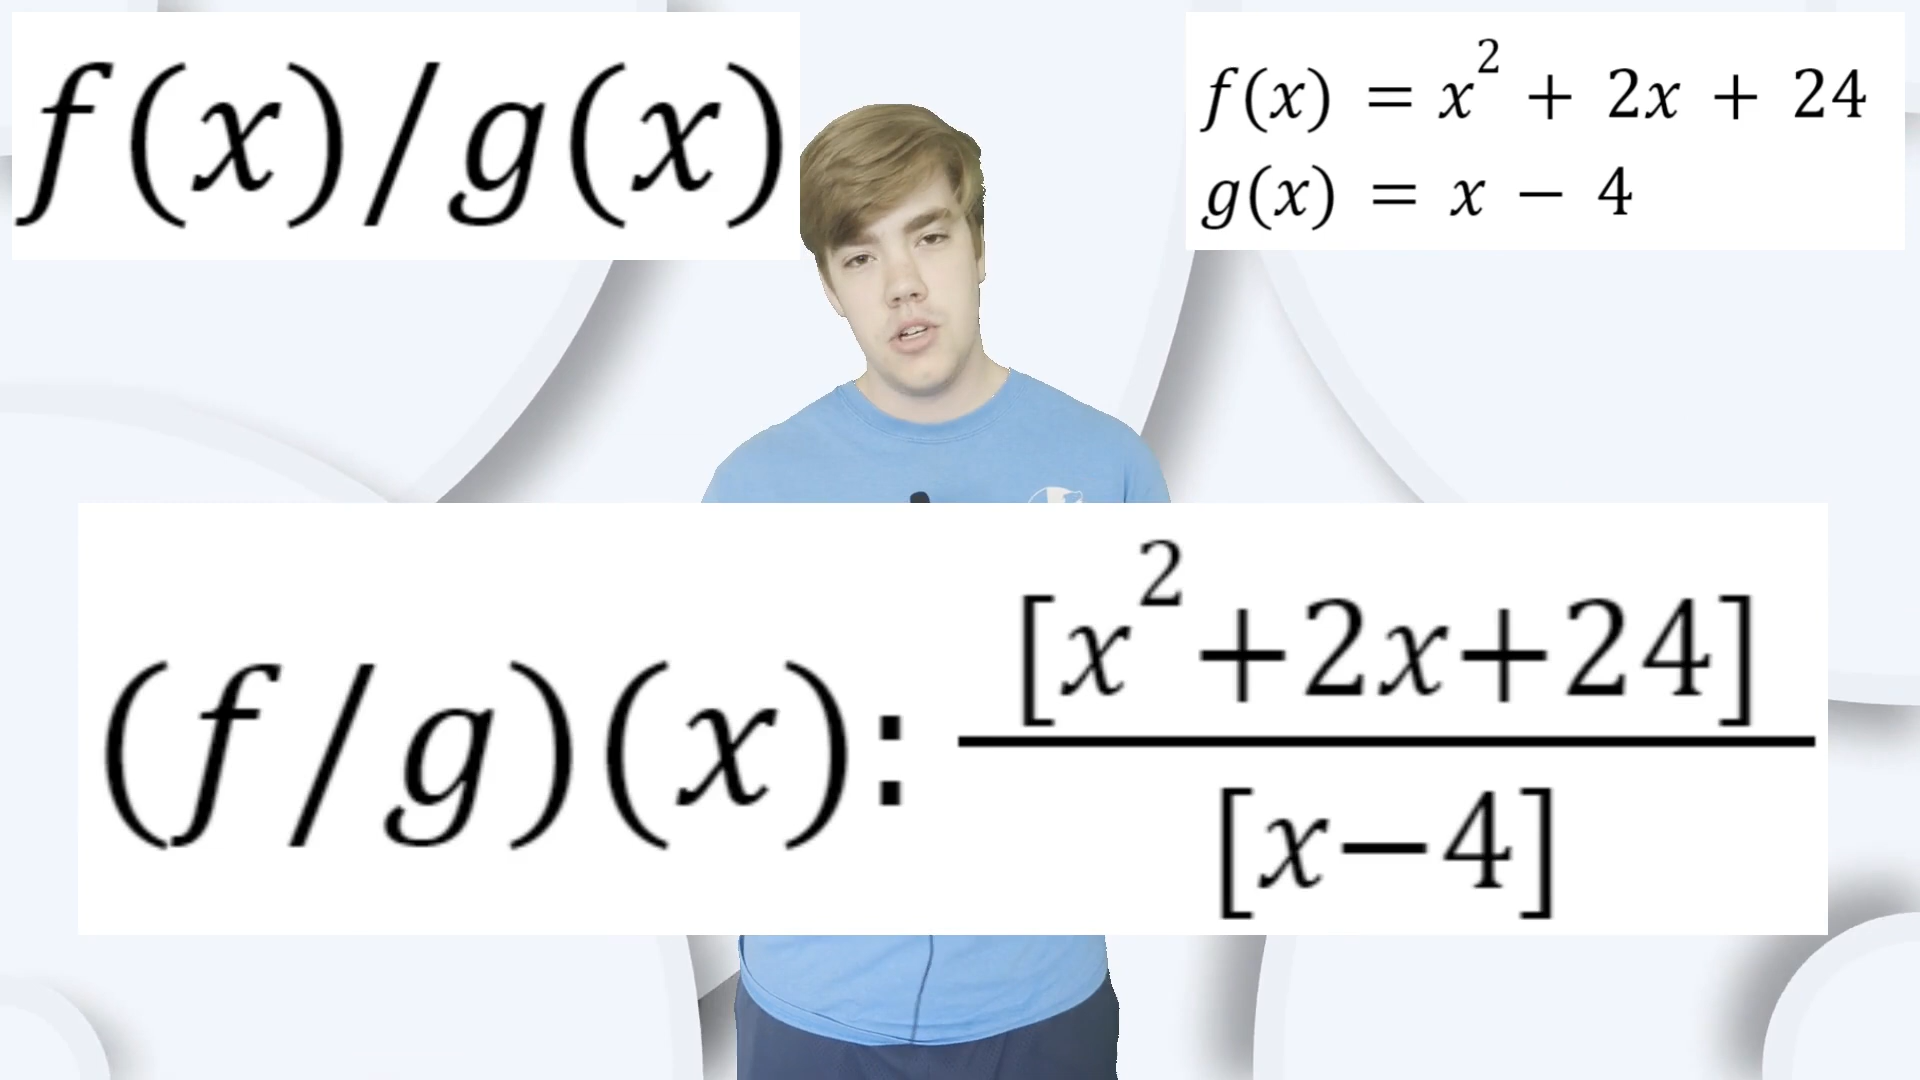 f(x)/g(x)
f(x) = x² + 2x + 24
g(x) = x − 4
(f/g)(x): [x²+2x+24]
[x−4]